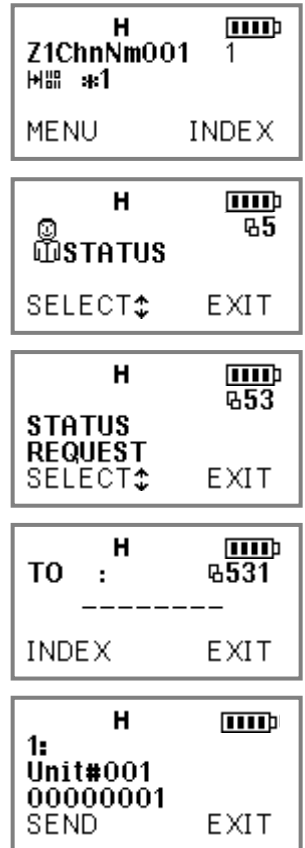 H
Z1ChnNm001 1
*1
MENU INDEX
H
5
STATUS
SELECT EXIT
H
53
STATUS
REQUEST
SELECT EXIT
H
TO : 531
--------
INDEX EXIT
H
1:
Unit#001
00000001
SEND EXIT